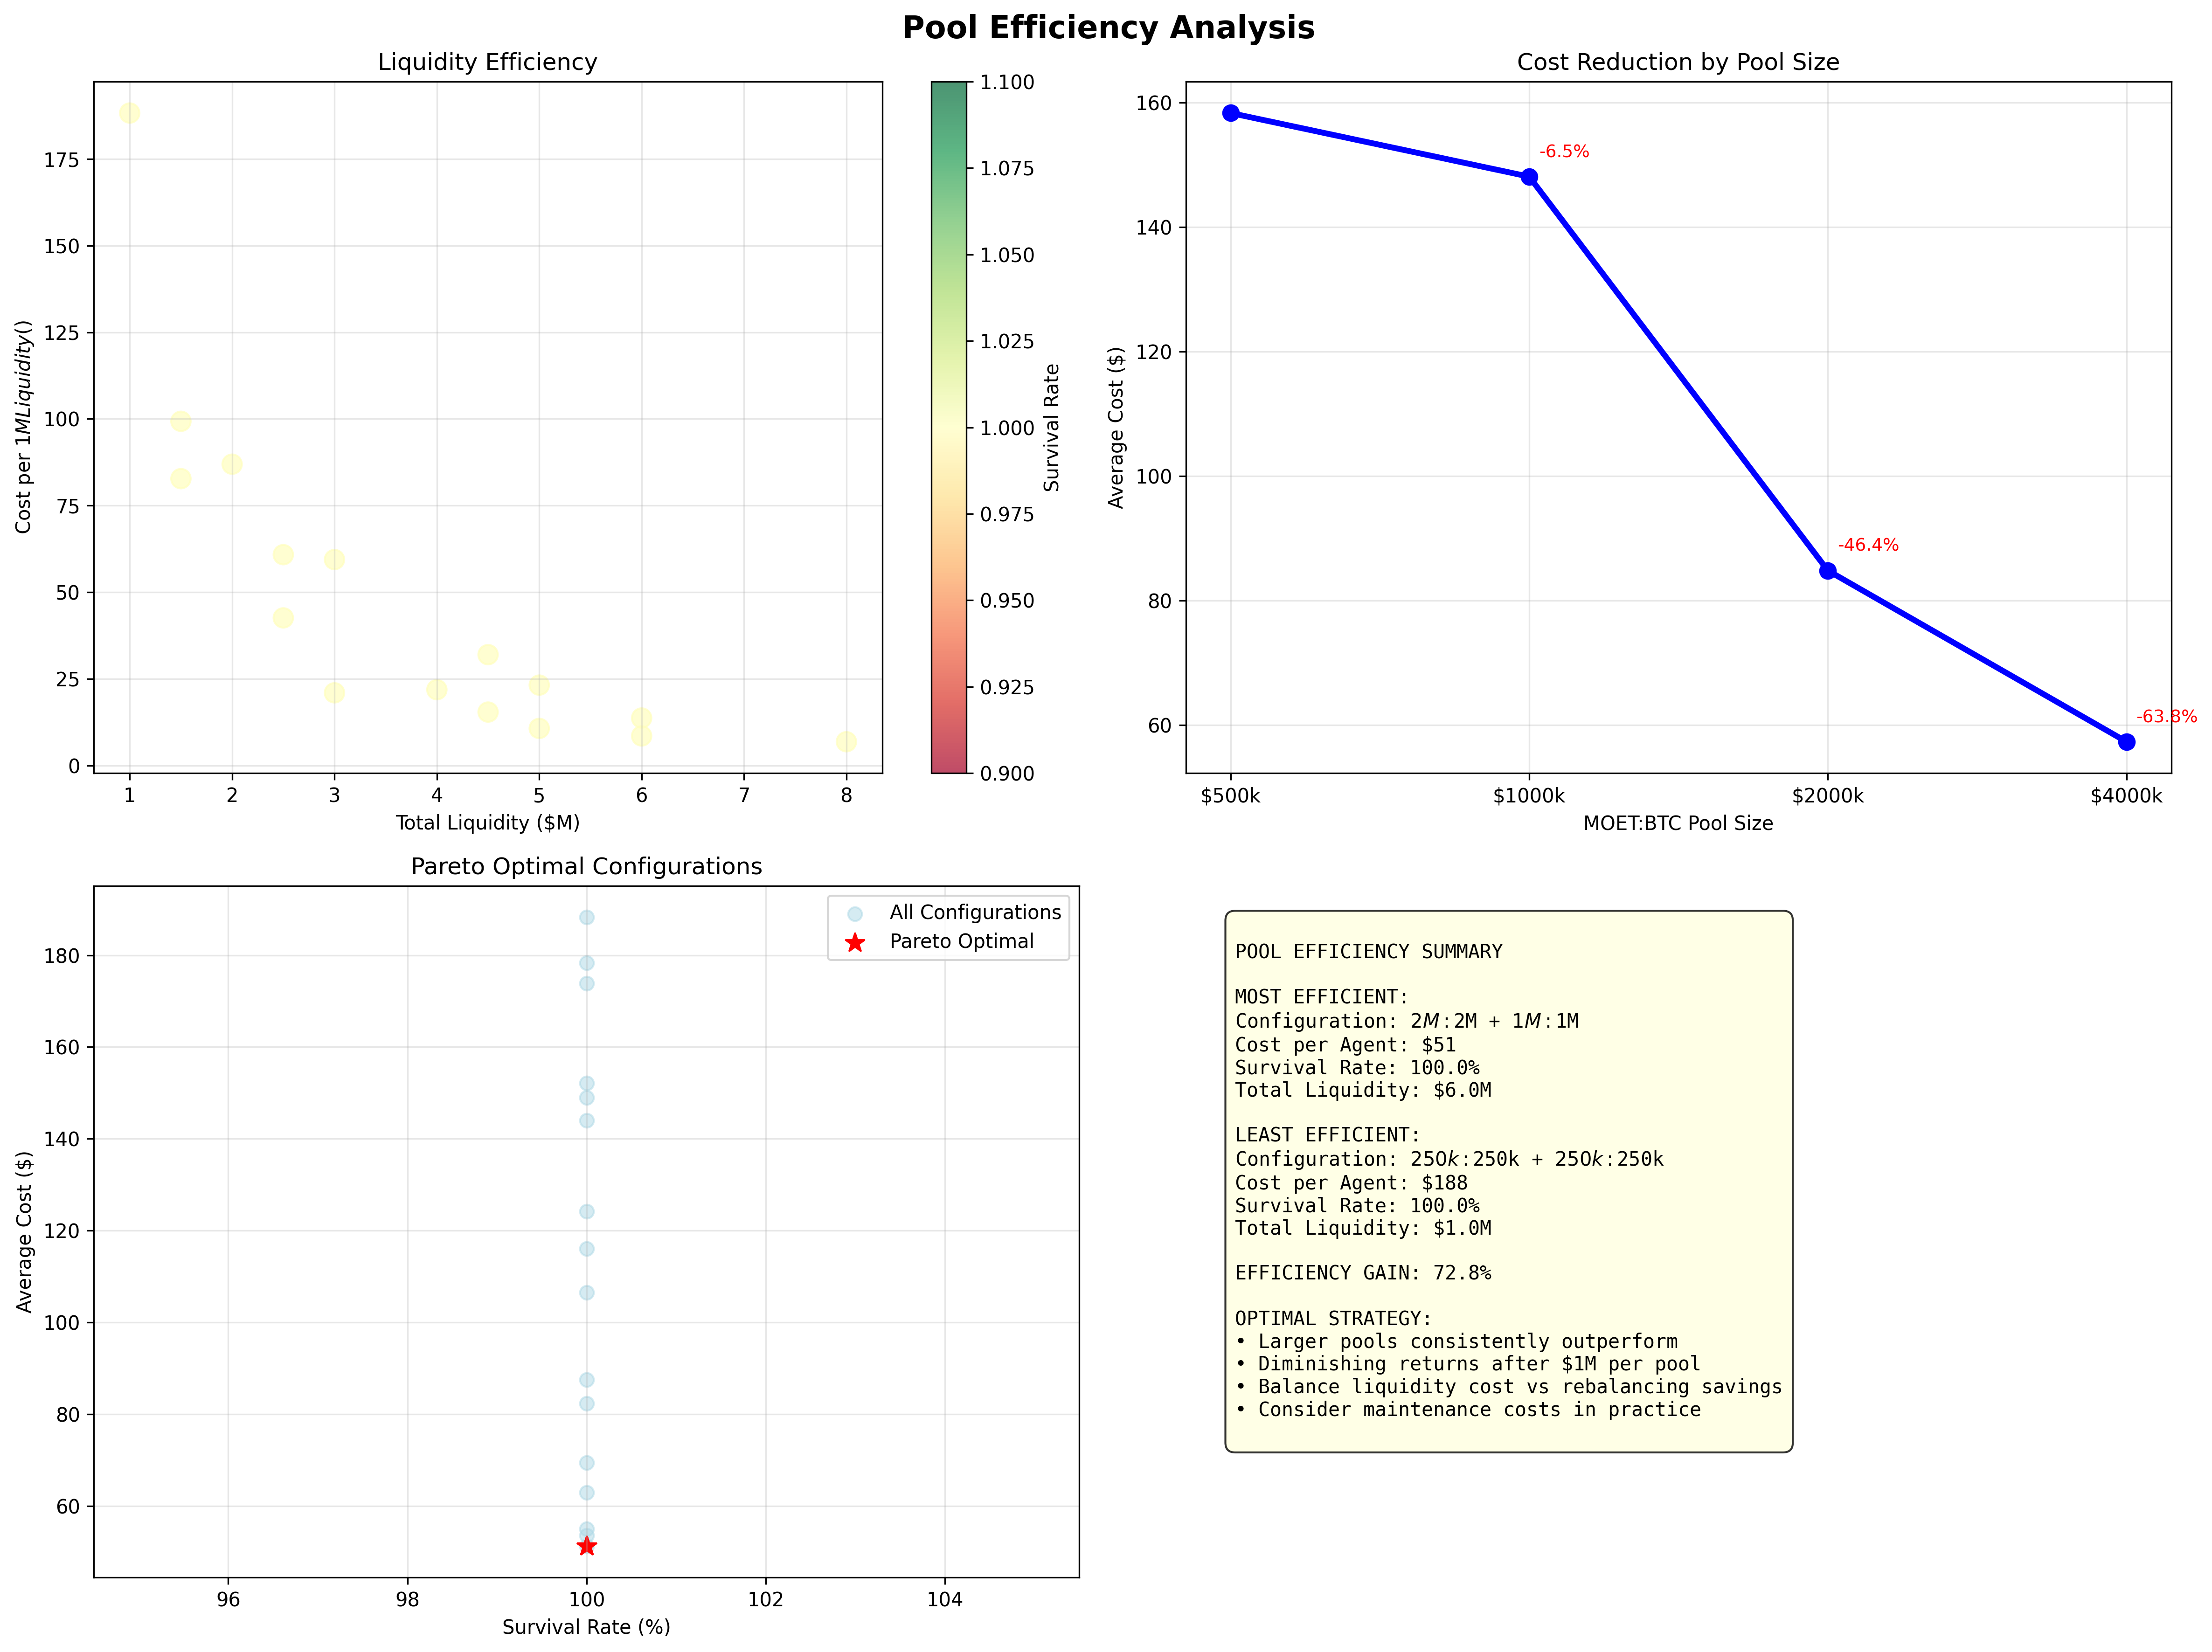 Pool Efficiency Analysis
Liquidity Efficiency
Cost per 1MLiquidity()
175
150
125
100
75
50
25
0
1 2 3 4 5 6 7 8
Total Liquidity ($M)
1.100
1.075
1.050
1.025
1.000
0.975
0.950
0.925
0.900
Survival Rate
Cost Reduction by Pool Size
Average Cost ($)
160
140
120
100
80
60
-6.5%
-46.4%
-63.8%
$500k $1000k $2000k $4000k
MOET:BTC Pool Size
Pareto Optimal Configurations
All Configurations
Pareto Optimal
Average Cost ($)
180
160
140
120
100
80
60
96 98 100 102 104
Survival Rate (%)
POOL EFFICIENCY SUMMARY
MOST EFFICIENT:
Configuration: 2M:2M + 1M:1M
Cost per Agent: $51
Survival Rate: 100.0%
Total Liquidity: $6.0M
LEAST EFFICIENT:
Configuration: 250k:250k + 250k:250k
Cost per Agent: $188
Survival Rate: 100.0%
Total Liquidity: $1.0M
EFFICIENCY GAIN: 72.8%
OPTIMAL STRATEGY:
• Larger pools consistently outperform
• Diminishing returns after $1M per pool
• Balance liquidity cost vs rebalancing savings
• Consider maintenance costs in practice